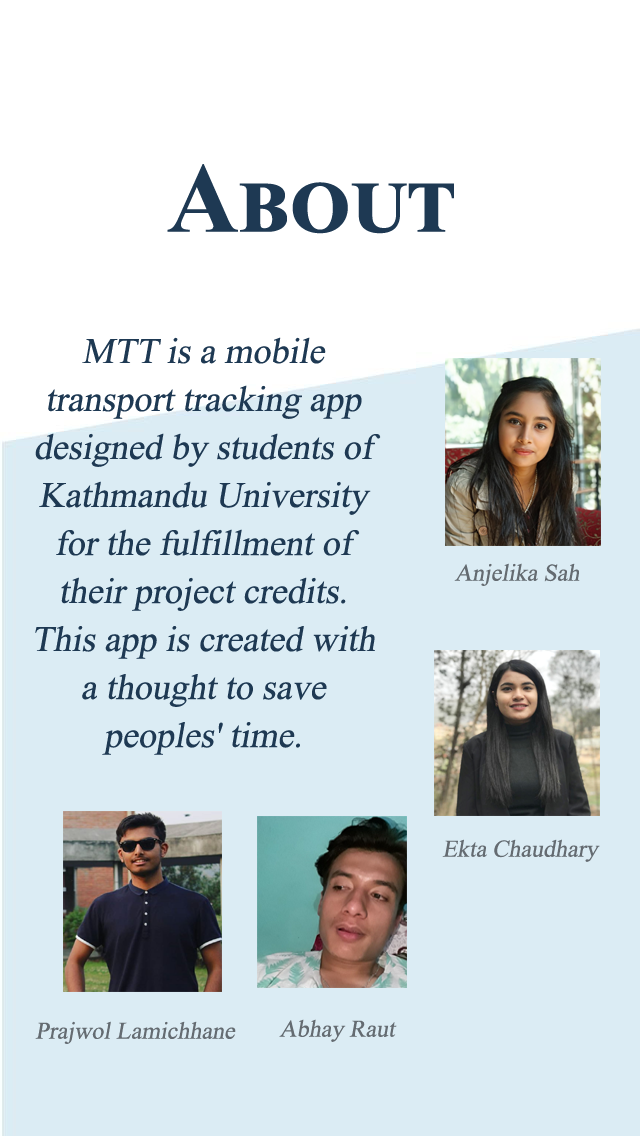 About
MTT is a mobile
transport tracking app
designed by students of
Kathmandu University
for the fulfillment of
their project credits.
This app is created with
a thought to save
peoples' time.
Anjelika Sah
Ekta Chaudhary
Prajwol Lamichhane
Abhay Raut